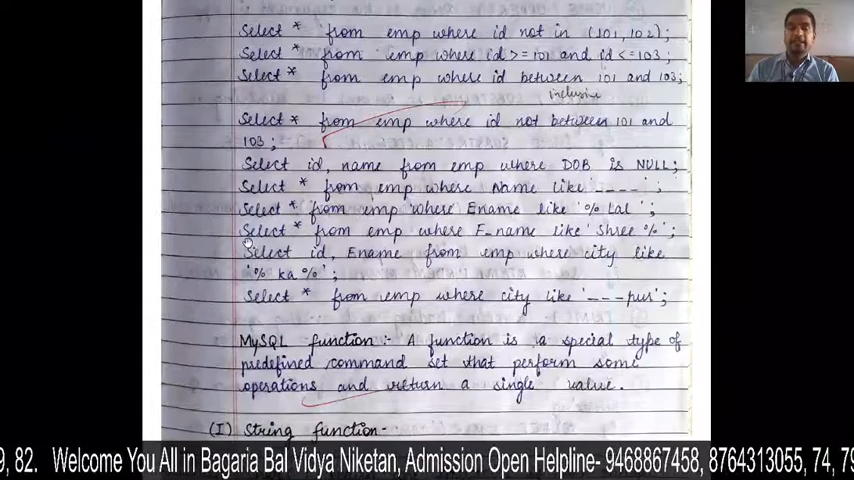 Select * from emp where id not in (101, 102);
Select * from emp where id >= 101 and id <= 103;
Select * from emp where id between 101 and 103;
inclusive
Select * from emp where id not between 101 and
103;
Select id, name from emp where DOB is NULL;
Select * from emp where Name like '_ _ _ _';
Select * from emp where Ename like '% Lal';
Select * from emp where E_name like 'Shree %';
Select id, Ename from emp where city like
'% ka %';
Select * from emp where city like '_ _ _ pur';
MySQL function :- A function is a special type of
predefined command set that perform some
operations and return a single value.
(I) String function-
9, 82. Welcome You All in Bagaria Bal Vidya Niketan, Admission Open Helpline- 9468867458, 8764313055, 74, 79